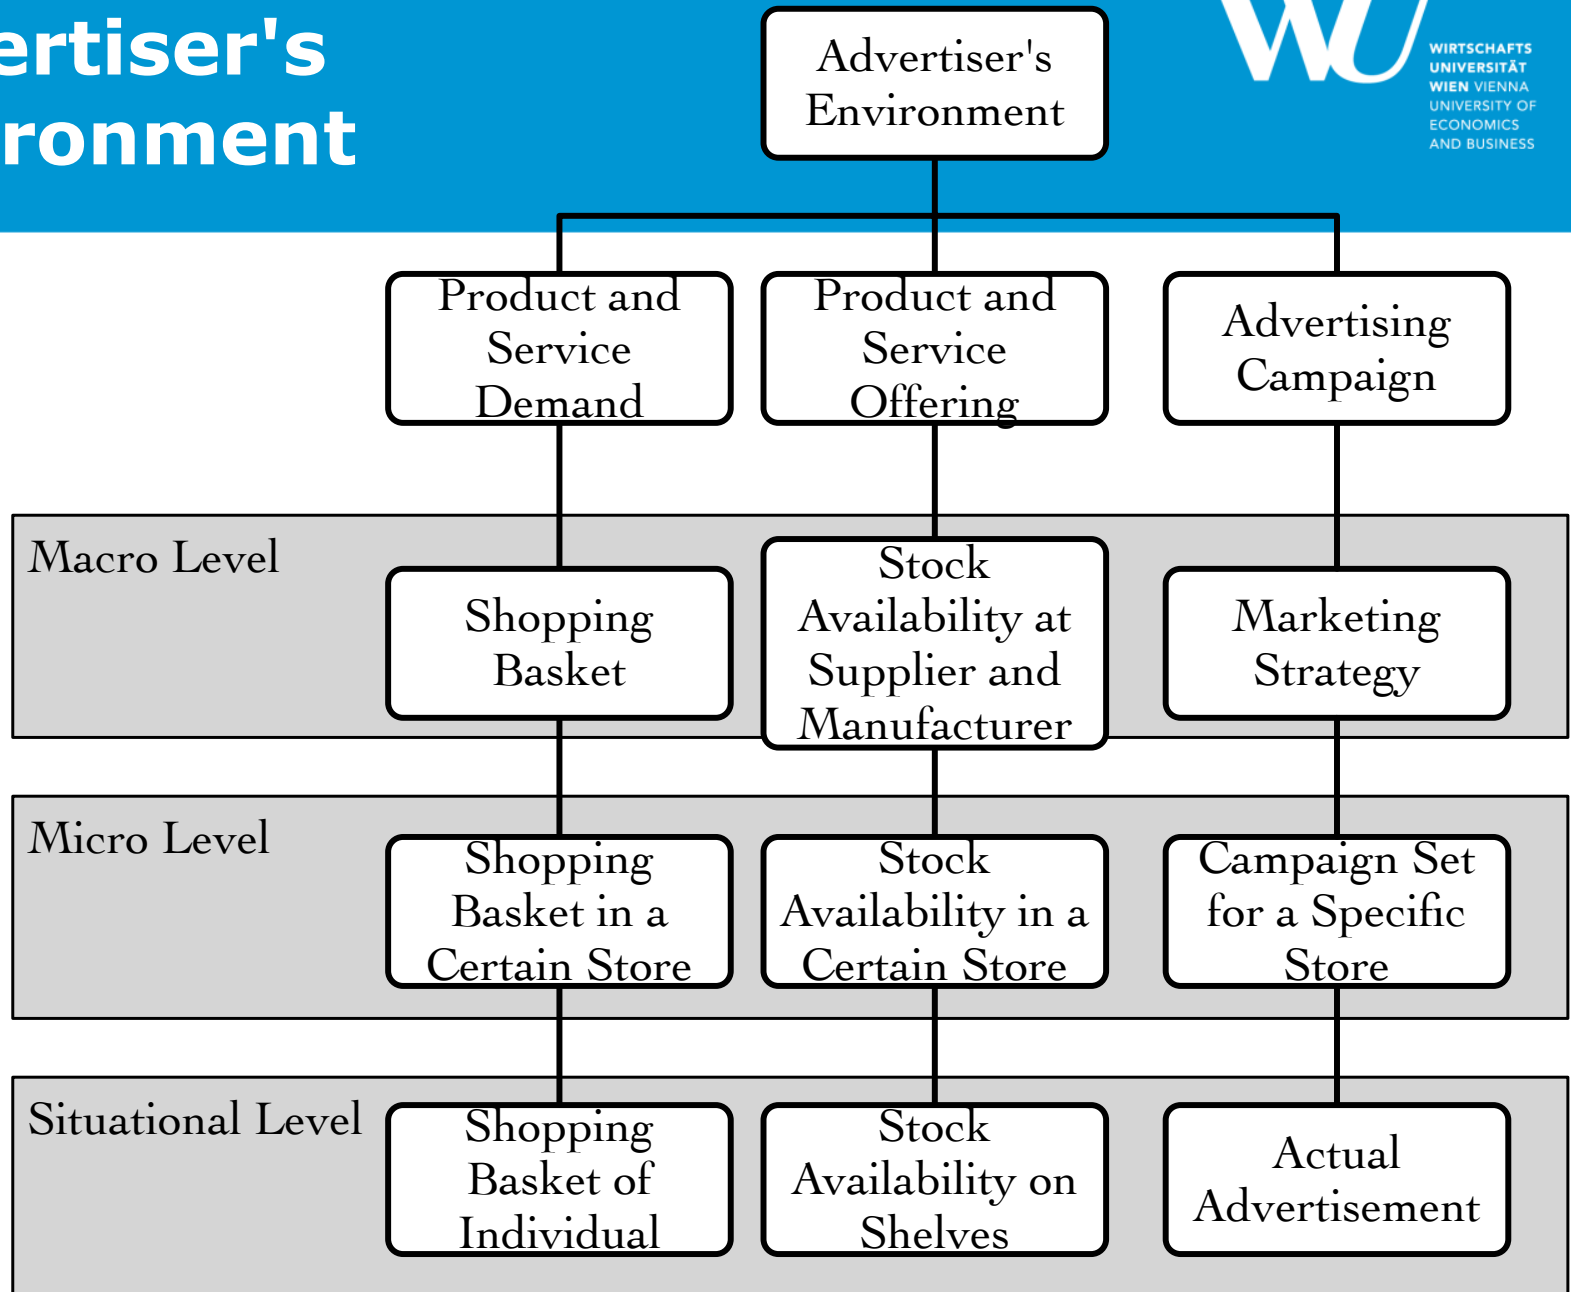 ertiser's
ronment
Advertiser's
Environment
WU
WIRTSCHAFTS
UNIVERSITÄT
WIEN VIENNA
UNIVERSITY OF
ECONOMICS
AND BUSINESS
Product and
Service
Demand
Product and
Service
Offering
Advertising
Campaign
Macro Level
Shopping
Basket
Stock
Availability at
Supplier and
Manufacturer
Marketing
Strategy
Micro Level
Shopping
Basket in a
Certain Store
Stock
Availability in a
Certain Store
Campaign Set
for a Specific
Store
Situational Level
Shopping
Basket of
Individual
Stock
Availability on
Shelves
Actual
Advertisement